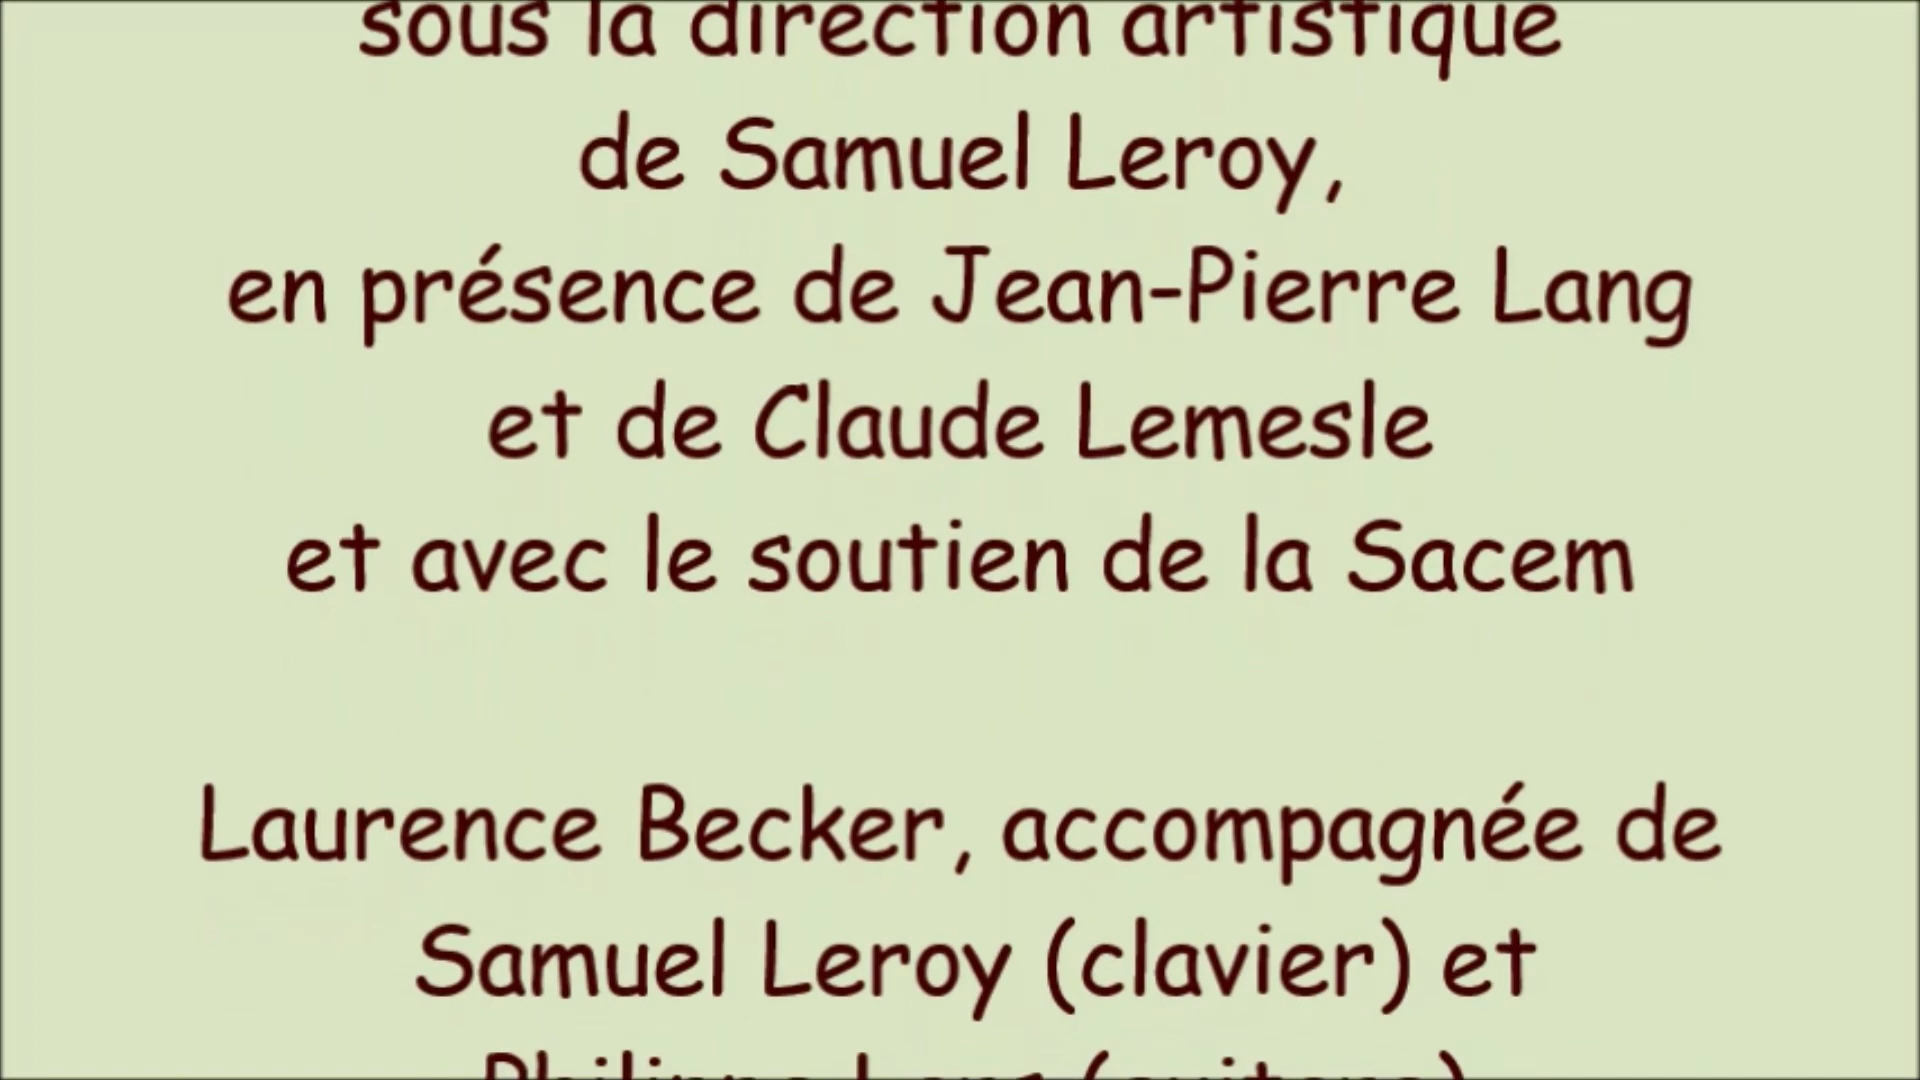 sous la direction artistique
de Samuel Leroy,
en présence de Jean-Pierre Lang
et de Claude Lemesle
et avec le soutien de la Sacem
Laurence Becker, accompagnée de
Samuel Leroy (clavier) et